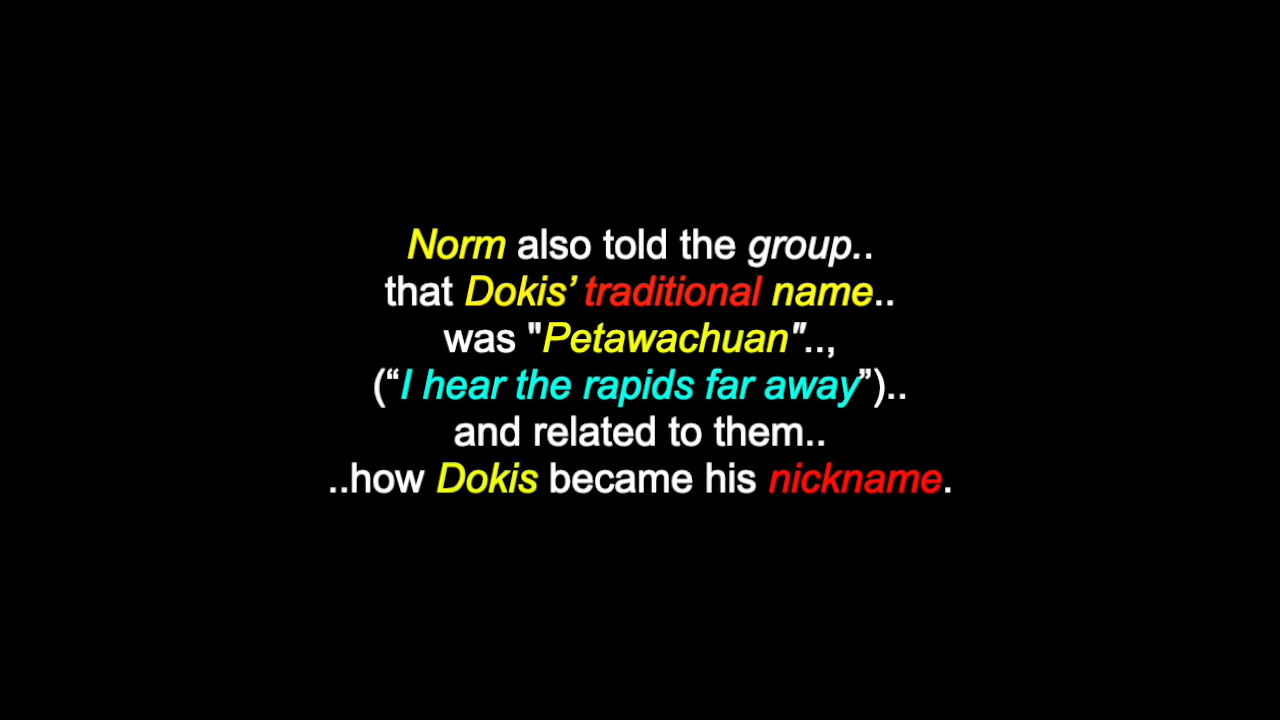 Norm also told the group..
that Dokis’ traditional name..
was "Petawachuan"..,
(“I hear the rapids far away”)..
and related to them..
..how Dokis became his nickname.